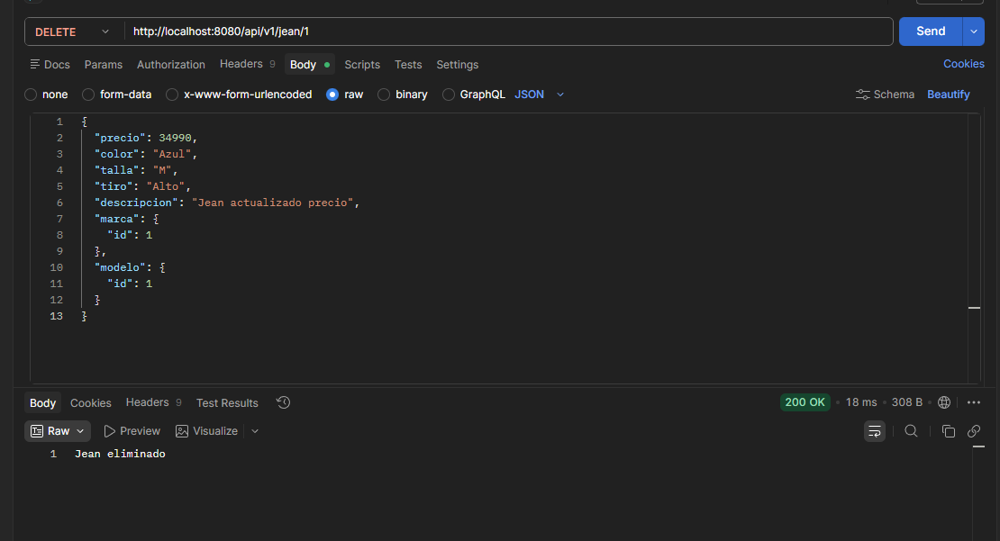 DELETE http://localhost:8080/api/v1/jean/1 Send
Docs Params Authorization Headers 9 Body Scripts Tests Settings Cookies
none form-data x-www-form-urlencoded raw binary GraphQL JSON Schema Beautify
1 {
2 "precio": 34990,
3 "color": "Azul",
4 "talla": "M",
5 "tiro": "Alto",
6 "descripcion": "Jean actualizado precio",
7 "marca": {
8 "id": 1
9 },
10 "modelo": {
11 "id": 1
12 }
13 }
Body Cookies Headers 9 Test Results 200 OK 18 ms 308 B
Raw Preview Visualize
1 Jean eliminado